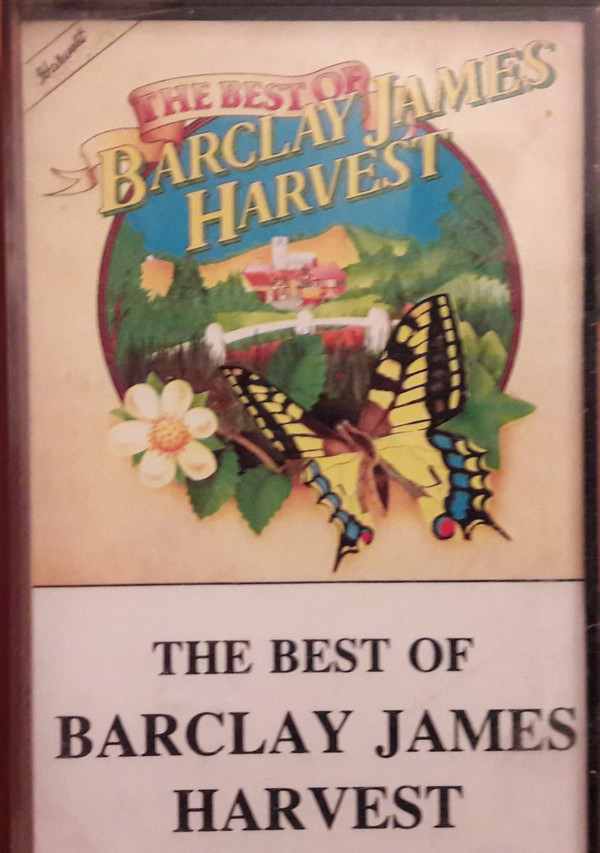 Harvest
THE BEST OF
BARCLAY JAMES
HARVEST
THE BEST OF
BARCLAY JAMES
HARVEST